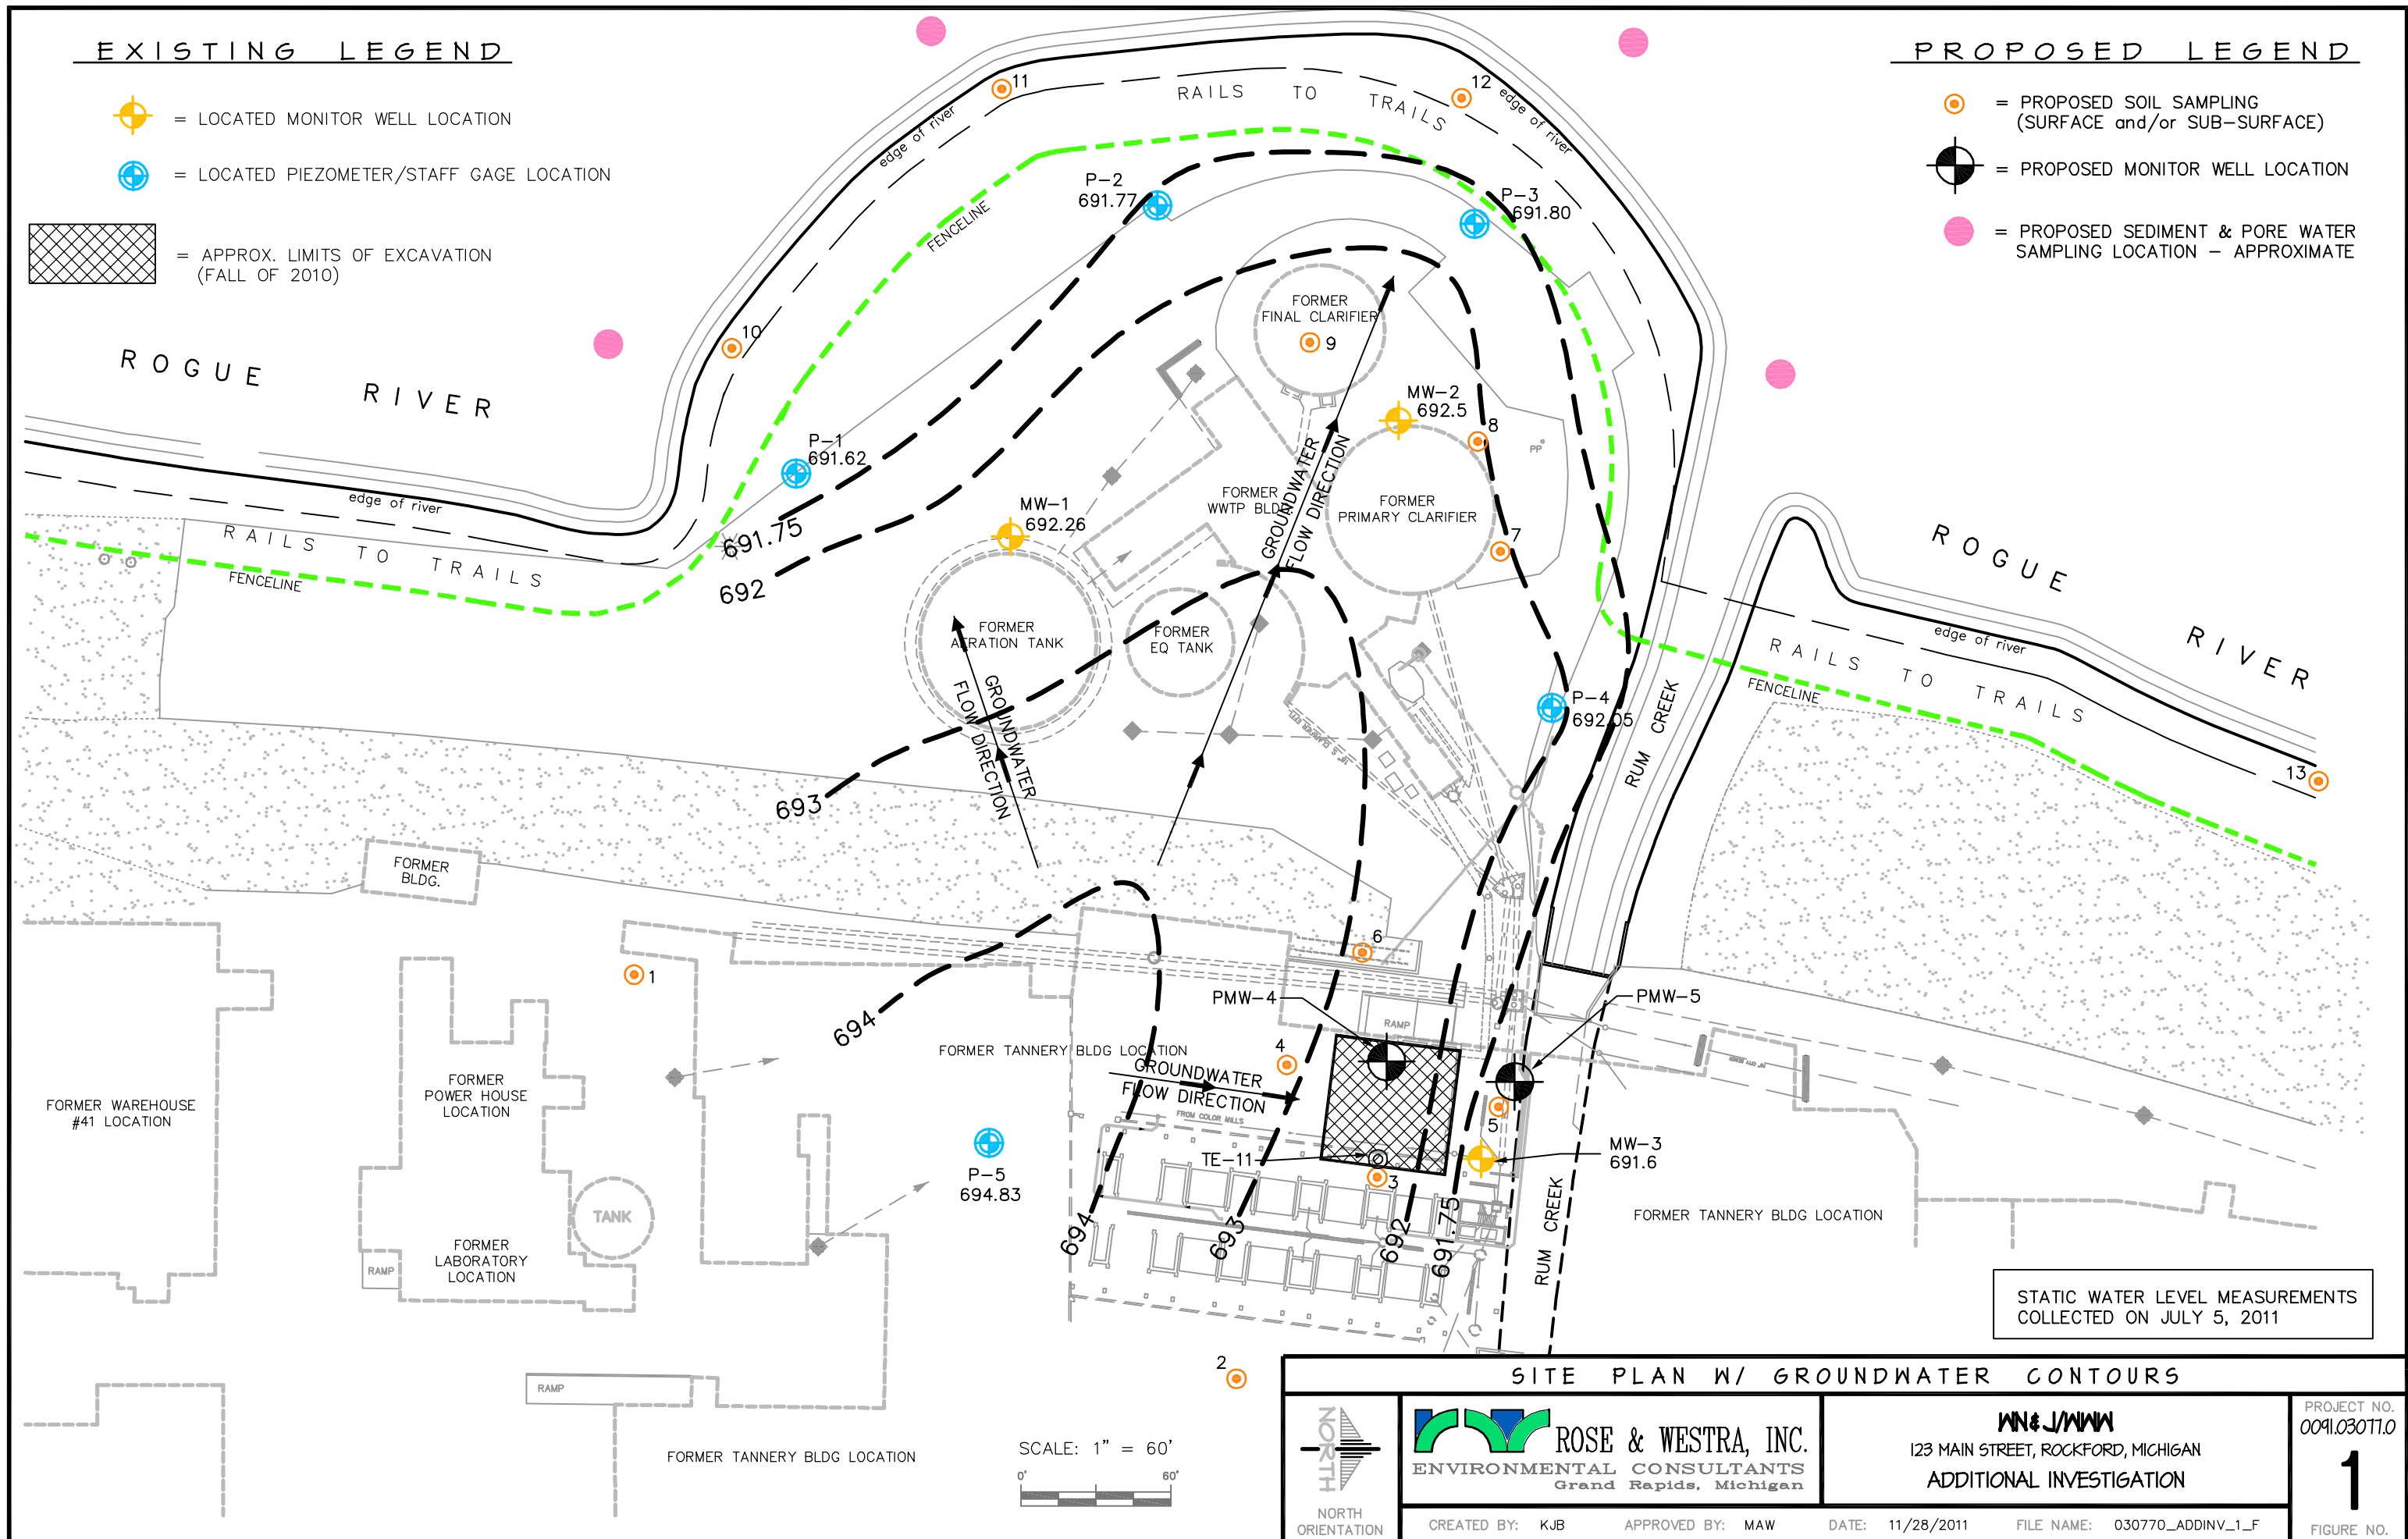 EXISTING LEGEND
= LOCATED MONITOR WELL LOCATION
= LOCATED PIEZOMETER/STAFF GAGE LOCATION
= APPROX. LIMITS OF EXCAVATION
(FALL OF 2010)
PROPOSED LEGEND
= PROPOSED SOIL SAMPLING
(SURFACE and/or SUB-SURFACE)
= PROPOSED MONITOR WELL LOCATION
= PROPOSED SEDIMENT & PORE WATER
SAMPLING LOCATION - APPROXIMATE
11
12
edge of river
edge of river
RAILS TO TRAILS
P-2
691.77
P-3
691.80
FENCELINE
10
ROGUE RIVER
FORMER
FINAL CLARIFIER
9
MW-2
692.5
8
PP
P-1
691.62
edge of river
RAILS TO TRAILS
FENCELINE
691.75
692
MW-1
692.26
FORMER
WWTP BLDG
GROUNDWATER
FLOW DIRECTION
FORMER
PRIMARY CLARIFIER
7
ROGUE RIVER
edge of river
RAILS TO TRAILS
FENCELINE
13
FORMER
AERATION TANK
FORMER
EQ TANK
GROUNDWATER
FLOW DIRECTION
P-4
692.05
RUM CREEK
693
FORMER
BLDG.
6
1
694
PMW-4
PMW-5
RAMP
4
FORMER TANNERY BLDG LOCATION
GROUNDWATER
FLOW DIRECTION
FROM COLOR MILLS
FORMER WAREHOUSE
#41 LOCATION
FORMER
POWER HOUSE
LOCATION
5
MW-3
691.6
TE-11
3
P-5
694.83
TANK
FORMER
LABORATORY
LOCATION
RAMP
694
693
692
691.75
RUM CREEK
FORMER TANNERY BLDG LOCATION
STATIC WATER LEVEL MEASUREMENTS
COLLECTED ON JULY 5, 2011
2
RAMP
FORMER TANNERY BLDG LOCATION
SCALE: 1" = 60'
0'
60'
SITE PLAN W/ GROUNDWATER CONTOURS
NORTH
NORTH
ORIENTATION
ROSE & WESTRA, INC.
ENVIRONMENTAL CONSULTANTS
Grand Rapids, Michigan
WN&J/WWW
123 MAIN STREET, ROCKFORD, MICHIGAN
ADDITIONAL INVESTIGATION
PROJECT NO.
0091.03077.0
1
FIGURE NO.
CREATED BY: KJB
APPROVED BY: MAW
DATE: 11/28/2011
FILE NAME: 030770_ADDINV_1_F